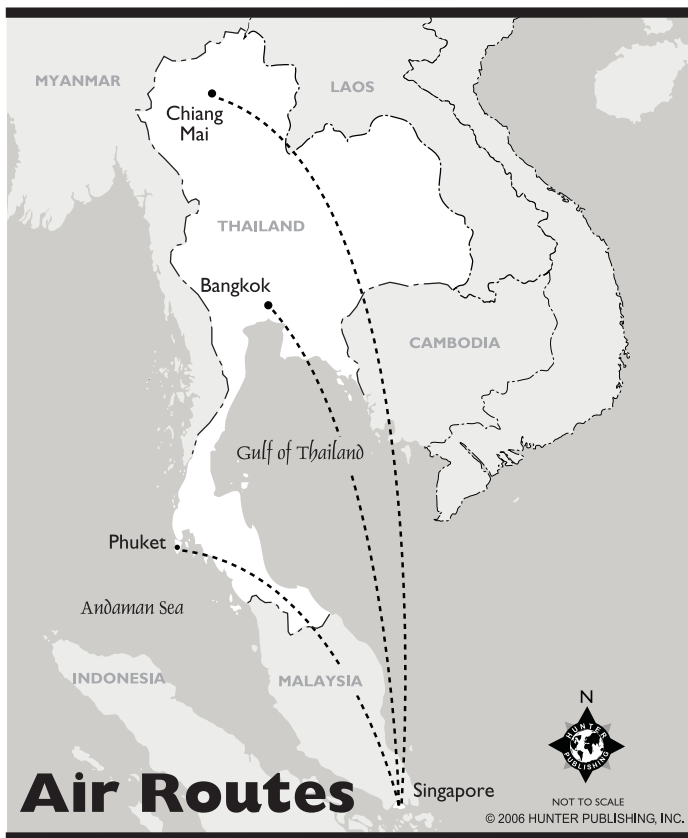 MYANMAR
LAOS
Chiang
Mai
THAILAND
Bangkok
CAMBODIA
Gulf of Thailand
Phuket
Andaman Sea
INDONESIA
MALAYSIA
N
HUNTER
PUBLISHING
Air Routes
Singapore
NOT TO SCALE
© 2006 HUNTER PUBLISHING, INC.